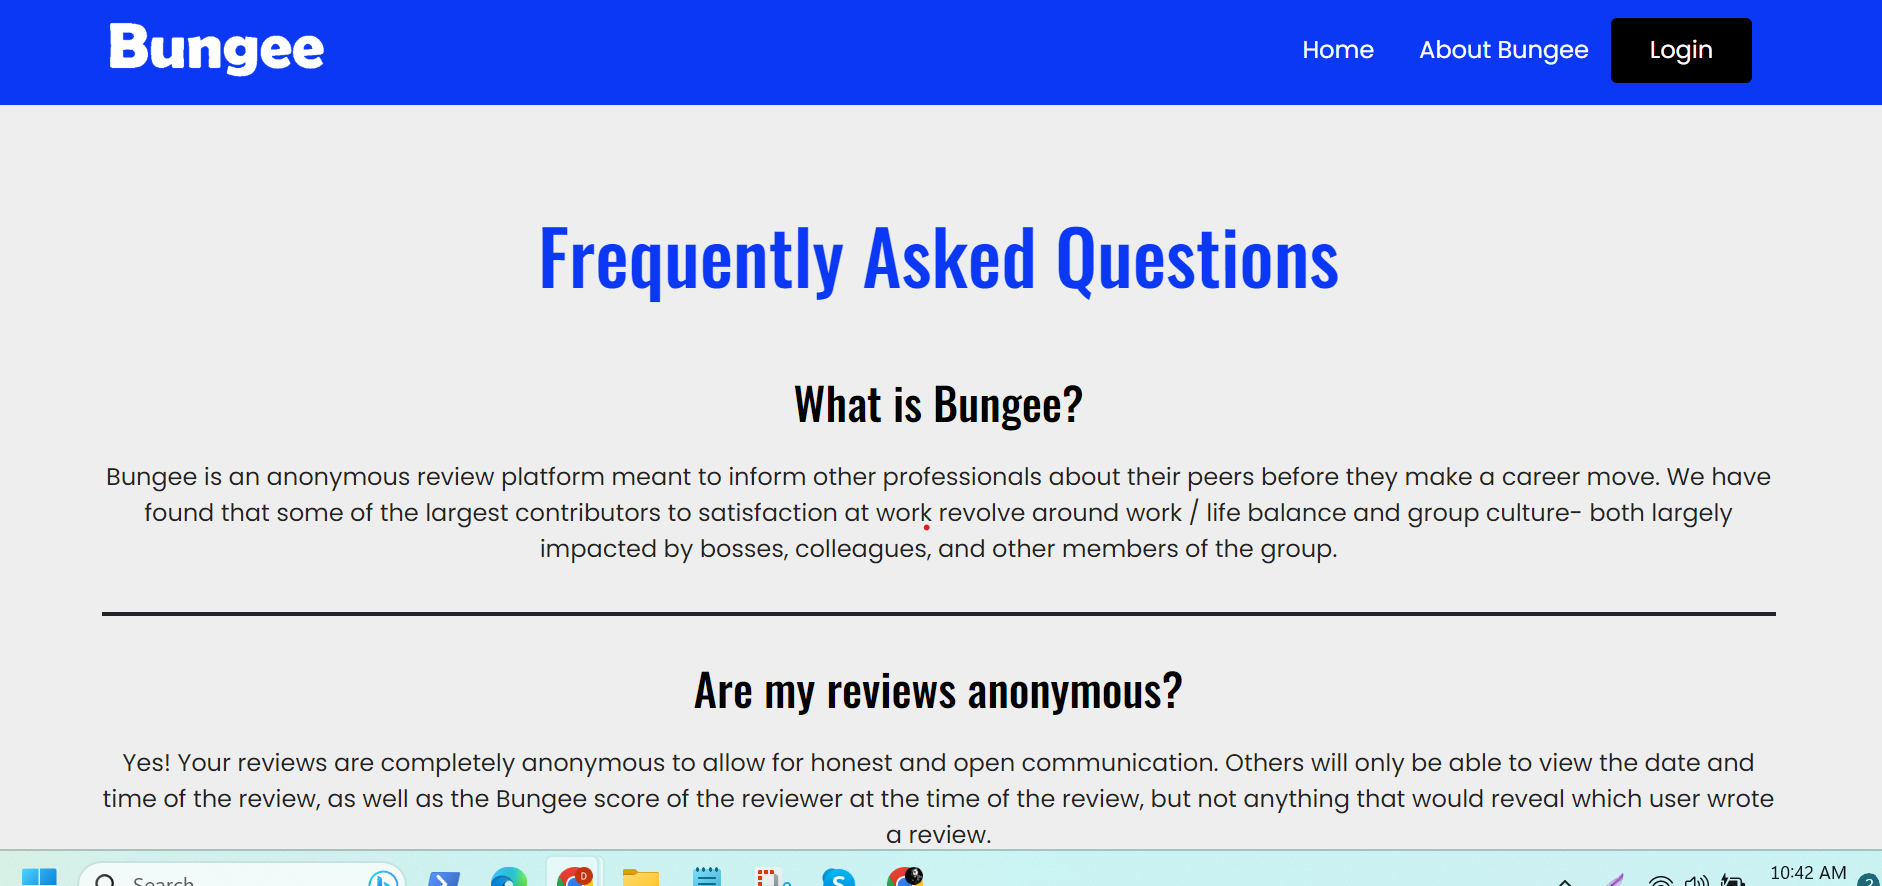 Bungee
Home About Bungee Login
Frequently Asked Questions
What is Bungee?
Bungee is an anonymous review platform meant to inform other professionals about their peers before they make a career move. We have
found that some of the largest contributors to satisfaction at work revolve around work / life balance and group culture- both largely
impacted by bosses, colleagues, and other members of the group.
Are my reviews anonymous?
Yes! Your reviews are completely anonymous to allow for honest and open communication. Others will only be able to view the date and
time of the review, as well as the Bungee score of the reviewer at the time of the review, but not anything that would reveal which user wrote
a review.
Search
D
S
10:42 AM
2